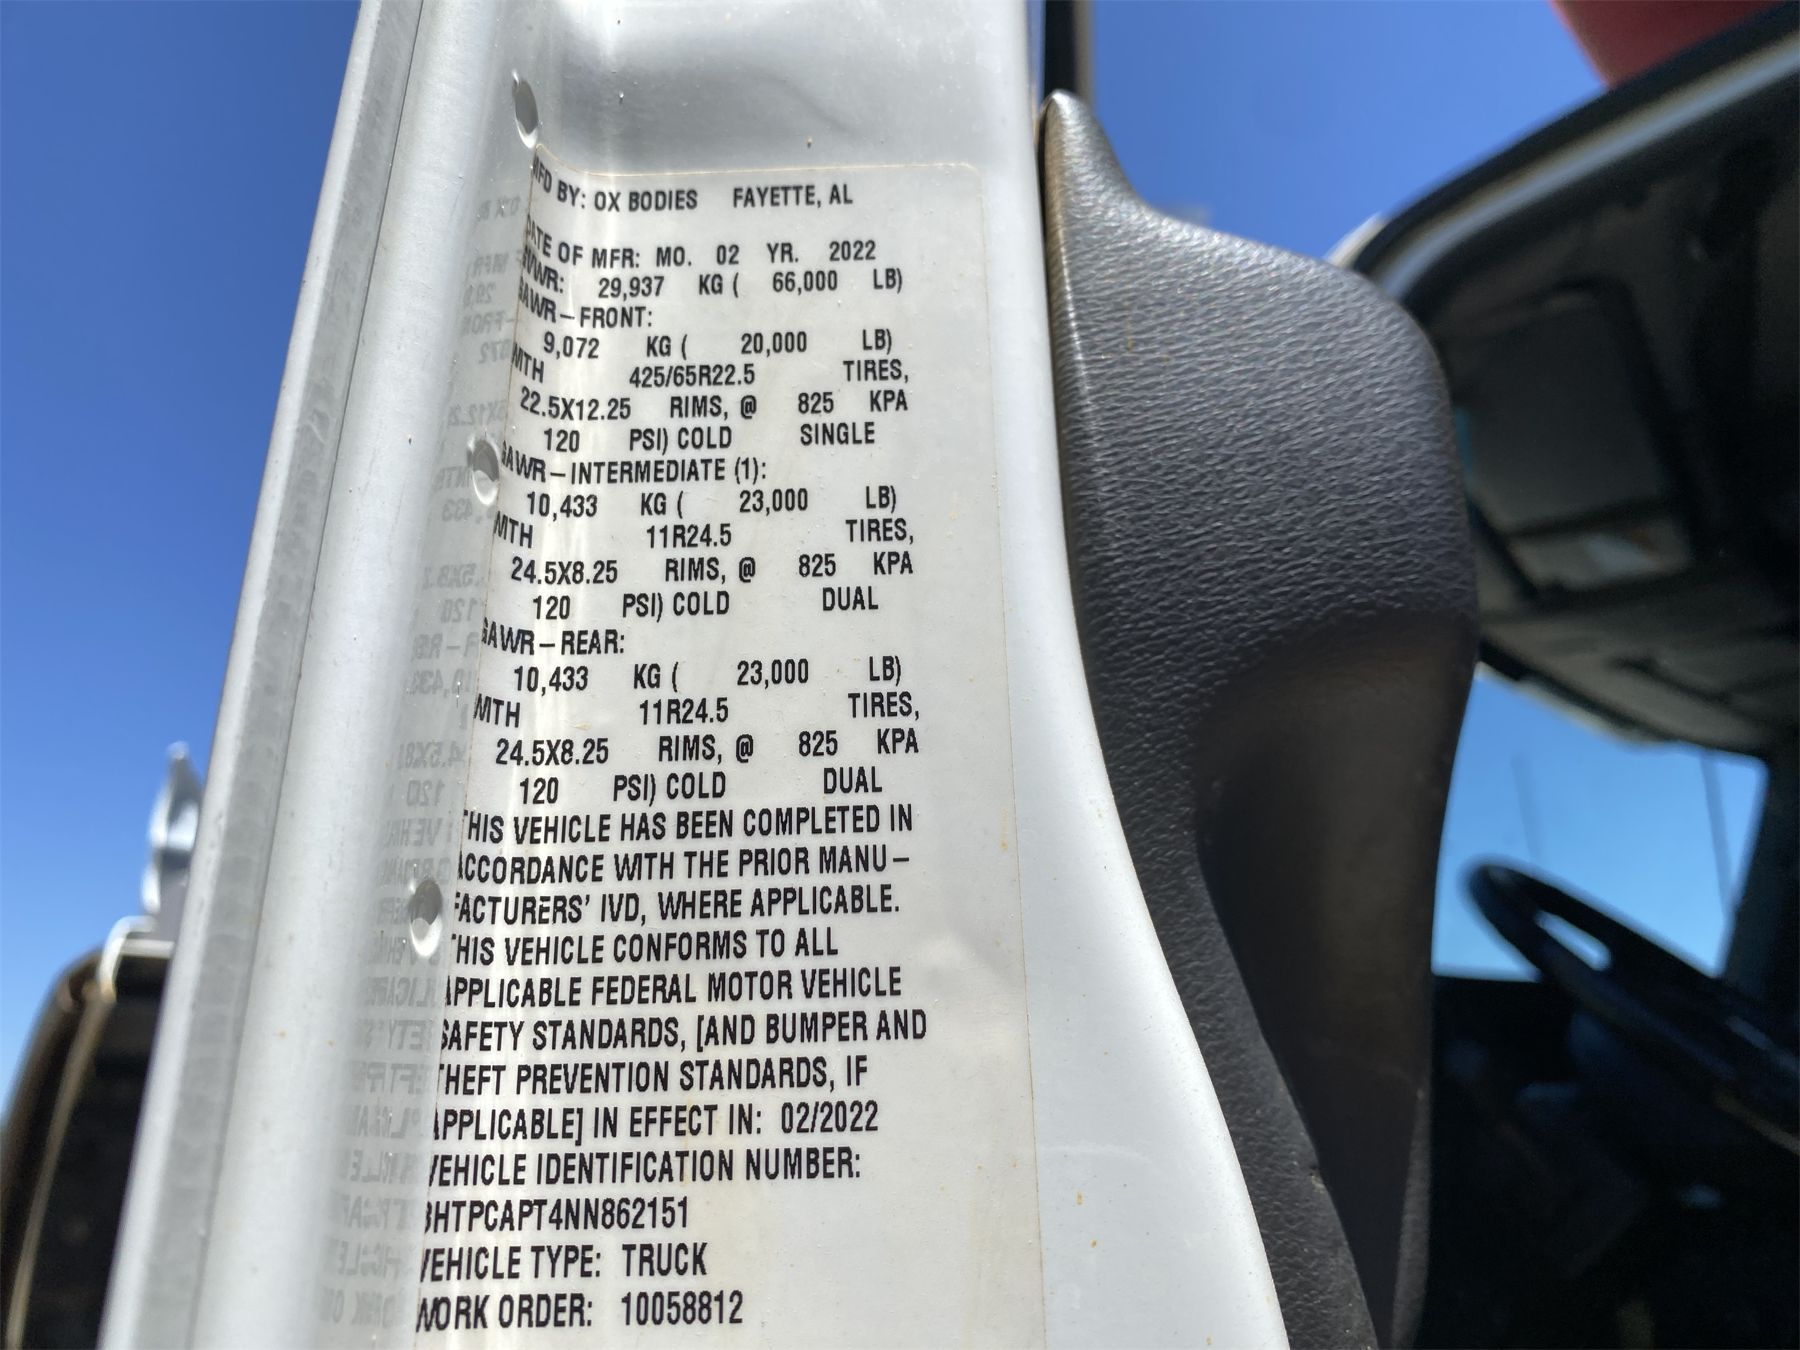 MFD BY: OX BODIES FAYETTE, AL
DATE OF MFR: MO. 02 YR. 2022
GVWR: 29,937 KG ( 66,000 LB)
GAWR–FRONT:
9,072 KG ( 20,000 LB)
WITH 425/65R22.5 TIRES,
22.5X12.25 RIMS, @ 825 KPA
120 PSI) COLD SINGLE
GAWR–INTERMEDIATE (1):
10,433 KG ( 23,000 LB)
WITH 11R24.5 TIRES,
24.5X8.25 RIMS, @ 825 KPA
120 PSI) COLD DUAL
GAWR–REAR:
10,433 KG ( 23,000 LB)
WITH 11R24.5 TIRES,
24.5X8.25 RIMS, @ 825 KPA
120 PSI) COLD DUAL
THIS VEHICLE HAS BEEN COMPLETED IN
ACCORDANCE WITH THE PRIOR MANU–
FACTURERS' IVD, WHERE APPLICABLE.
THIS VEHICLE CONFORMS TO ALL
APPLICABLE FEDERAL MOTOR VEHICLE
SAFETY STANDARDS, [AND BUMPER AND
THEFT PREVENTION STANDARDS, IF
APPLICABLE] IN EFFECT IN: 02/2022
VEHICLE IDENTIFICATION NUMBER:
3HTPCAPT4NN862151
VEHICLE TYPE: TRUCK
WORK ORDER: 10058812